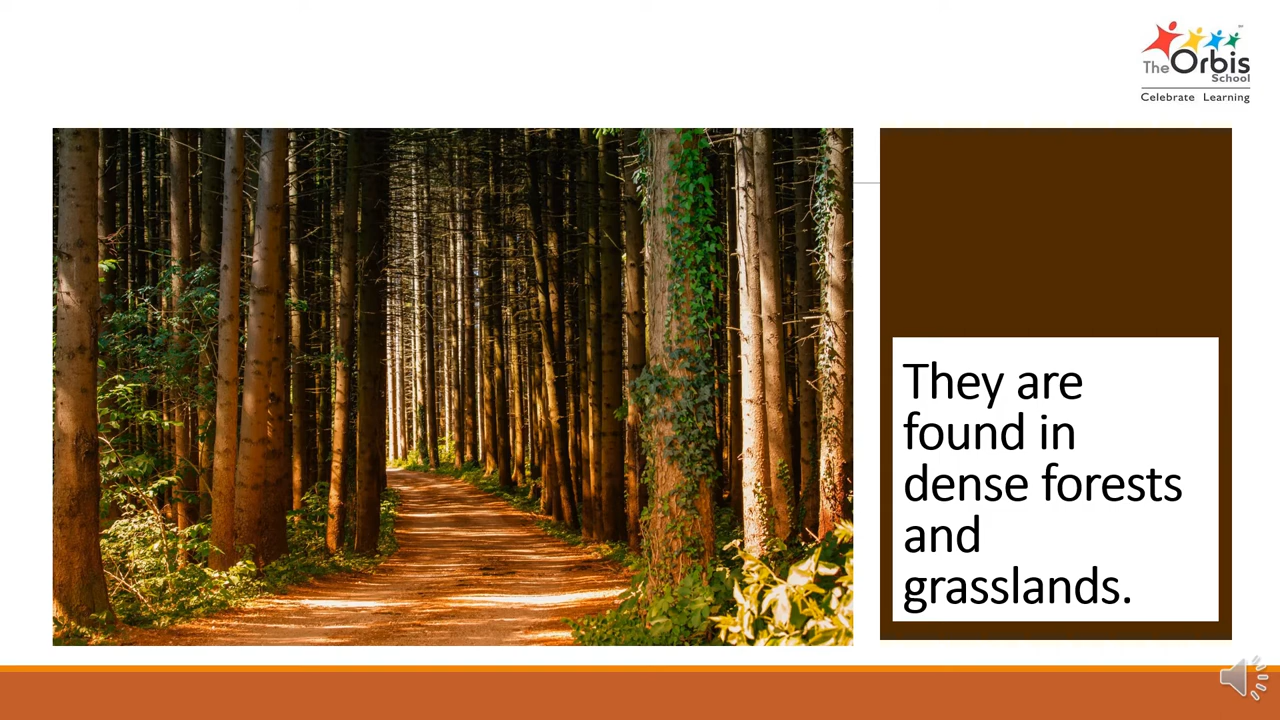 The Orbis
School
Celebrate Learning
They are
found in
dense forests
and
grasslands.